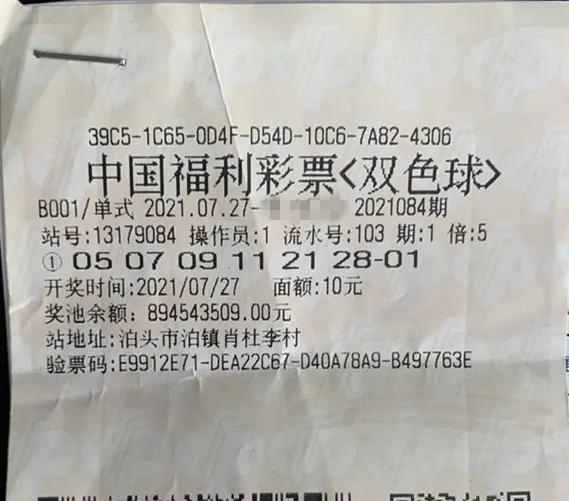 39C5-1C65-0D4F-D54D-10C6-7A82-4306
中国福利彩票<双色球>
B001/单式 2021.07.27- 2021084期
站号:13179084 操作员:1 流水号:103 期:1 倍:5
① 05 07 09 11 21 28-01
开奖时间:2021/07/27 面额:10元
奖池余额: 894543509.00元
站地址:泊头市泊镇肖杜李村
验票码:E9912E71-DEA22C67-D40A78A9-B497763E